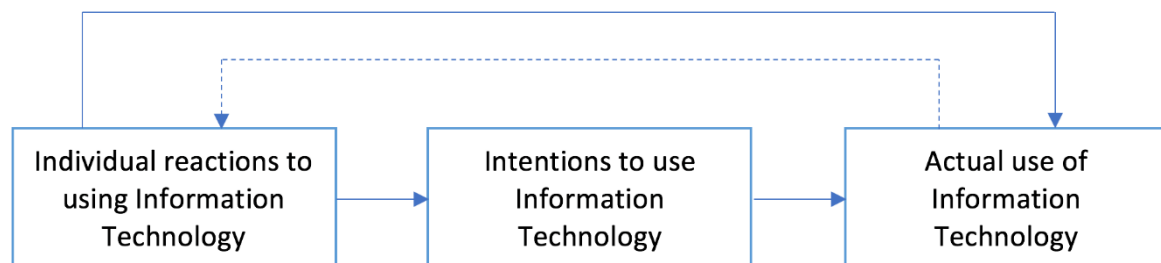 Individual reactions to
using Information
Technology
Intentions to use
Information
Technology
Actual use of
Information
Technology